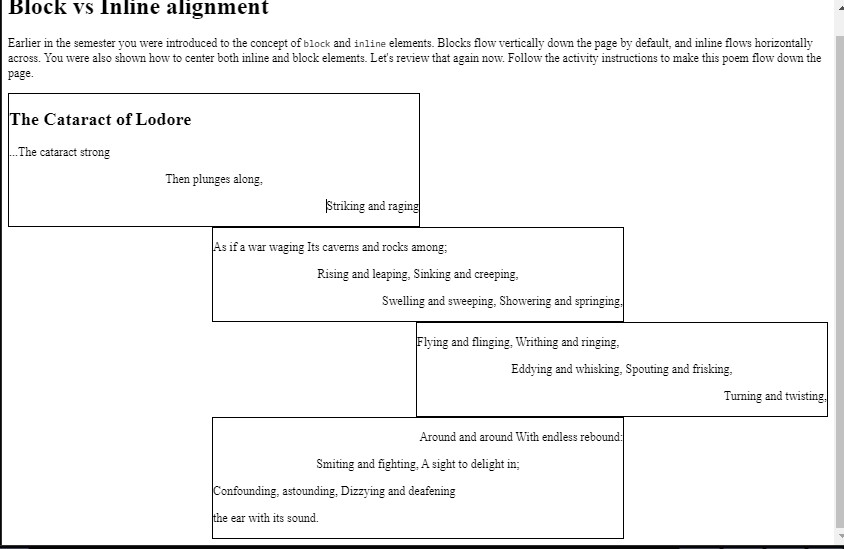 Block vs Inline alignment
Earlier in the semester you were introduced to the concept of block and inline elements. Blocks flow vertically down the page by default, and inline flows horizontally
across. You were also shown how to center both inline and block elements. Let's review that again now. Follow the activity instructions to make this poem flow down the
page.
The Cataract of Lodore
...The cataract strong
Then plunges along,
Striking and raging
As if a war waging Its caverns and rocks among;
Rising and leaping, Sinking and creeping,
Swelling and sweeping, Showering and springing,
Flying and flinging, Writhing and ringing,
Eddying and whisking, Spouting and frisking,
Turning and twisting,
Around and around With endless rebound:
Smiting and fighting, A sight to delight in;
Confounding, astounding, Dizzying and deafening
the ear with its sound.